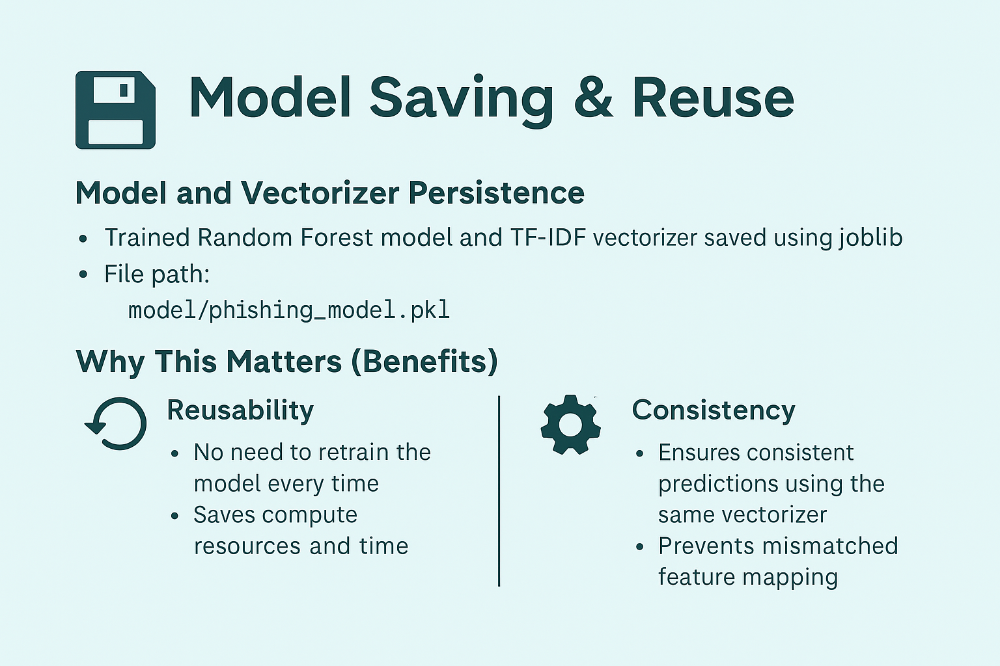 Model Saving & Reuse
Model and Vectorizer Persistence
• Trained Random Forest model and TF-IDF vectorizer saved using joblib
• File path:
model/phishing_model.pkl
Why This Matters (Benefits)
Reusability
• No need to retrain the
model every time
• Saves compute
resources and time
Consistency
• Ensures consistent
predictions using the
same vectorizer
• Prevents mismatched
feature mapping